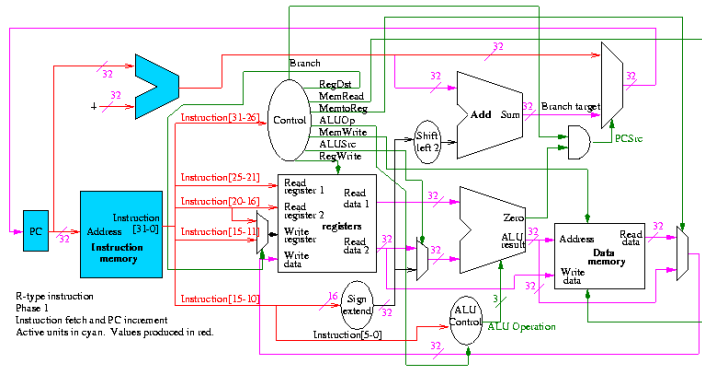 32
32
32
4
32
Branch
RegDst
MemRead
MemtoReg
ALUOp
MemWrite
ALUSrc
RegWrite
Control
Instruction[31-26]
32
32
32
Add
Sum
Branch target
Shift
left 2
PCSrc
Instruction[25-21]
Instruction[20-16]
Instruction[15-11]
Instruction[15-10]
Instruction[5-0]
PC
32
Address
Instruction
[31-0]
Instruction
memory
Read
register 1
Read
register 2
Write
register
Write
data
Read
data 1
registers
Read
data 2
32
32
32
Zero
ALU
result
32
Address
Write
data
Read
data
Data
memory
32
32
16
Sign
extend
32
3
ALU
Control
ALU Operation
32
32
R-type instruction
Phase 1
Instruction fetch and PC increment
Active units in cyan. Values produced in red.